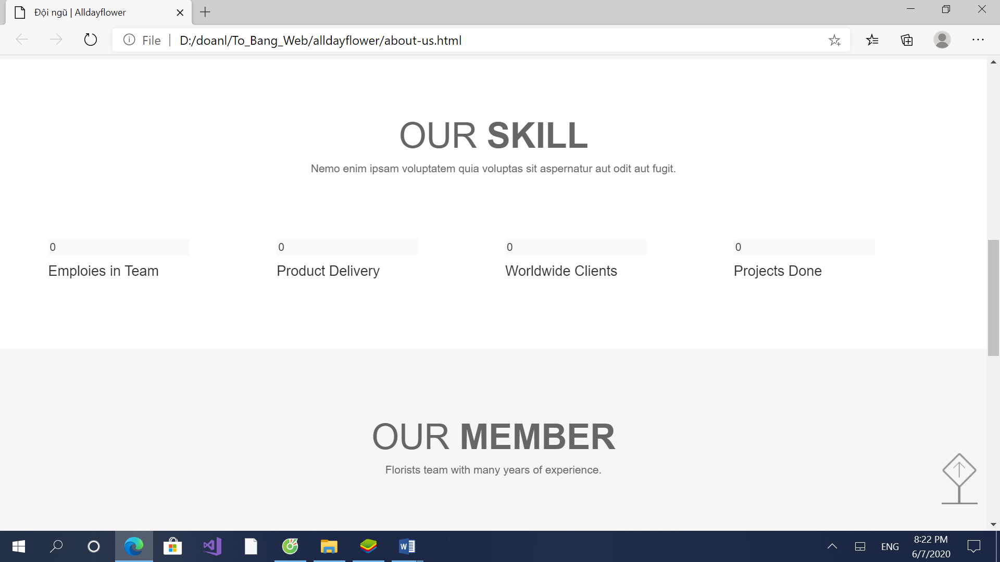 Đội ngũ | Alldayflower
File | D:/doanl/To_Bang_Web/alldayflower/about-us.html
OUR SKILL
Nemo enim ipsam voluptatem quia voluptas sit aspernatur aut odit aut fugit.
0 0 0 0
Emploies in Team Product Delivery Worldwide Clients Projects Done
OUR MEMBER
Florists team with many years of experience.
W
ENG
8:22 PM
6/7/2020